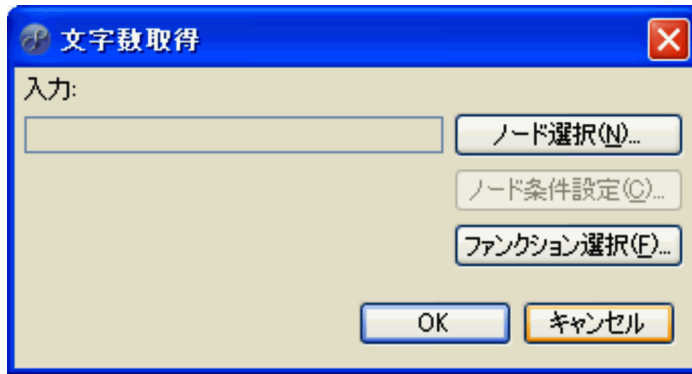 文字数取得
入力:
ノード選択(N)...
ノード条件設定(C)...
ファンクション選択(F)...
OK
キャンセル